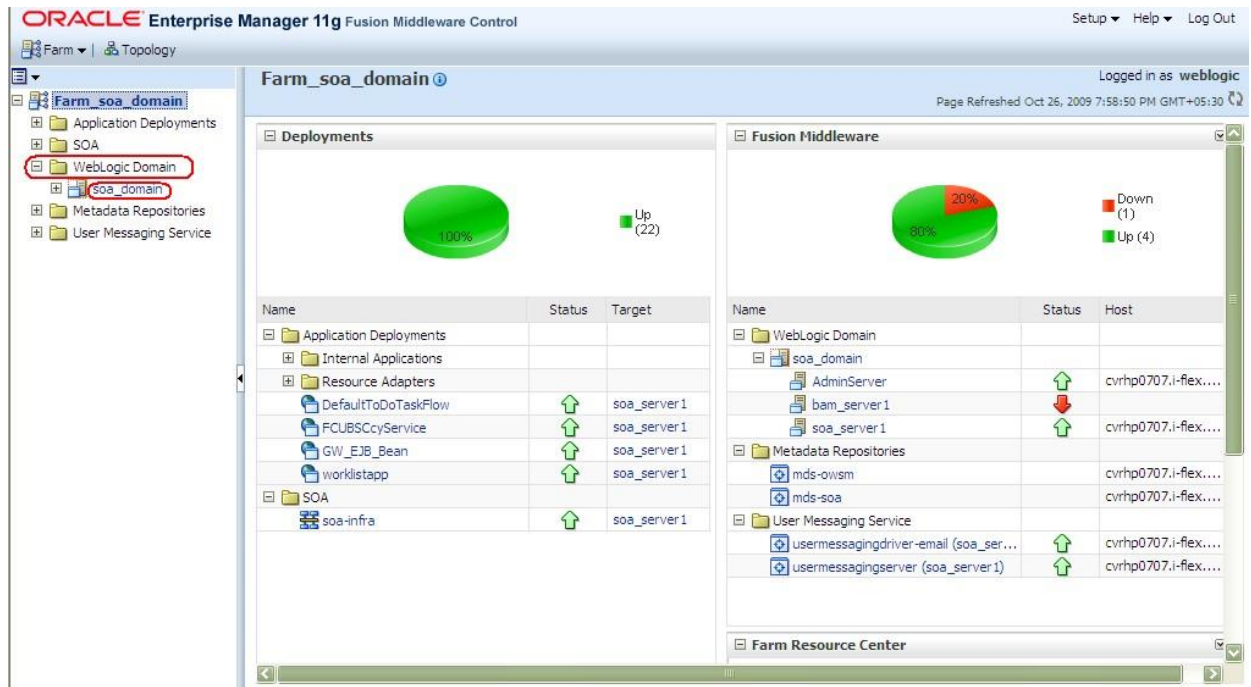 ORACLE Enterprise Manager 11g Fusion Middleware Control
Setup Help Log Out
Farm | Topology
Farm_soa_domain
Application Deployments
SOA
WebLogic Domain
soa_domain
Metadata Repositories
User Messaging Service
Farm_soa_domain
Logged in as weblogic
Page Refreshed Oct 26, 2009 7:58:50 PM GMT+05:30
Deployments
100%
Up
(22)
Name Status Target
Application Deployments
Internal Applications
Resource Adapters
DefaultToDoTaskFlow soa_server1
FCUBSCcyService soa_server1
GW_EJB_Bean soa_server1
worklistapp soa_server1
SOA
soa-infra soa_server1
Fusion Middleware
20%
80%
Down
(1)
Up (4)
Name Status Host
WebLogic Domain
soa_domain
AdminServer cvrhp0707.i-flex....
bam_server1
soa_server1 cvrhp0707.i-flex....
Metadata Repositories
mds-owsm cvrhp0707.i-flex....
mds-soa cvrhp0707.i-flex....
User Messaging Service
usermessagingdriver-email (soa_ser... cvrhp0707.i-flex....
usermessagingserver (soa_server1) cvrhp0707.i-flex....
Farm Resource Center